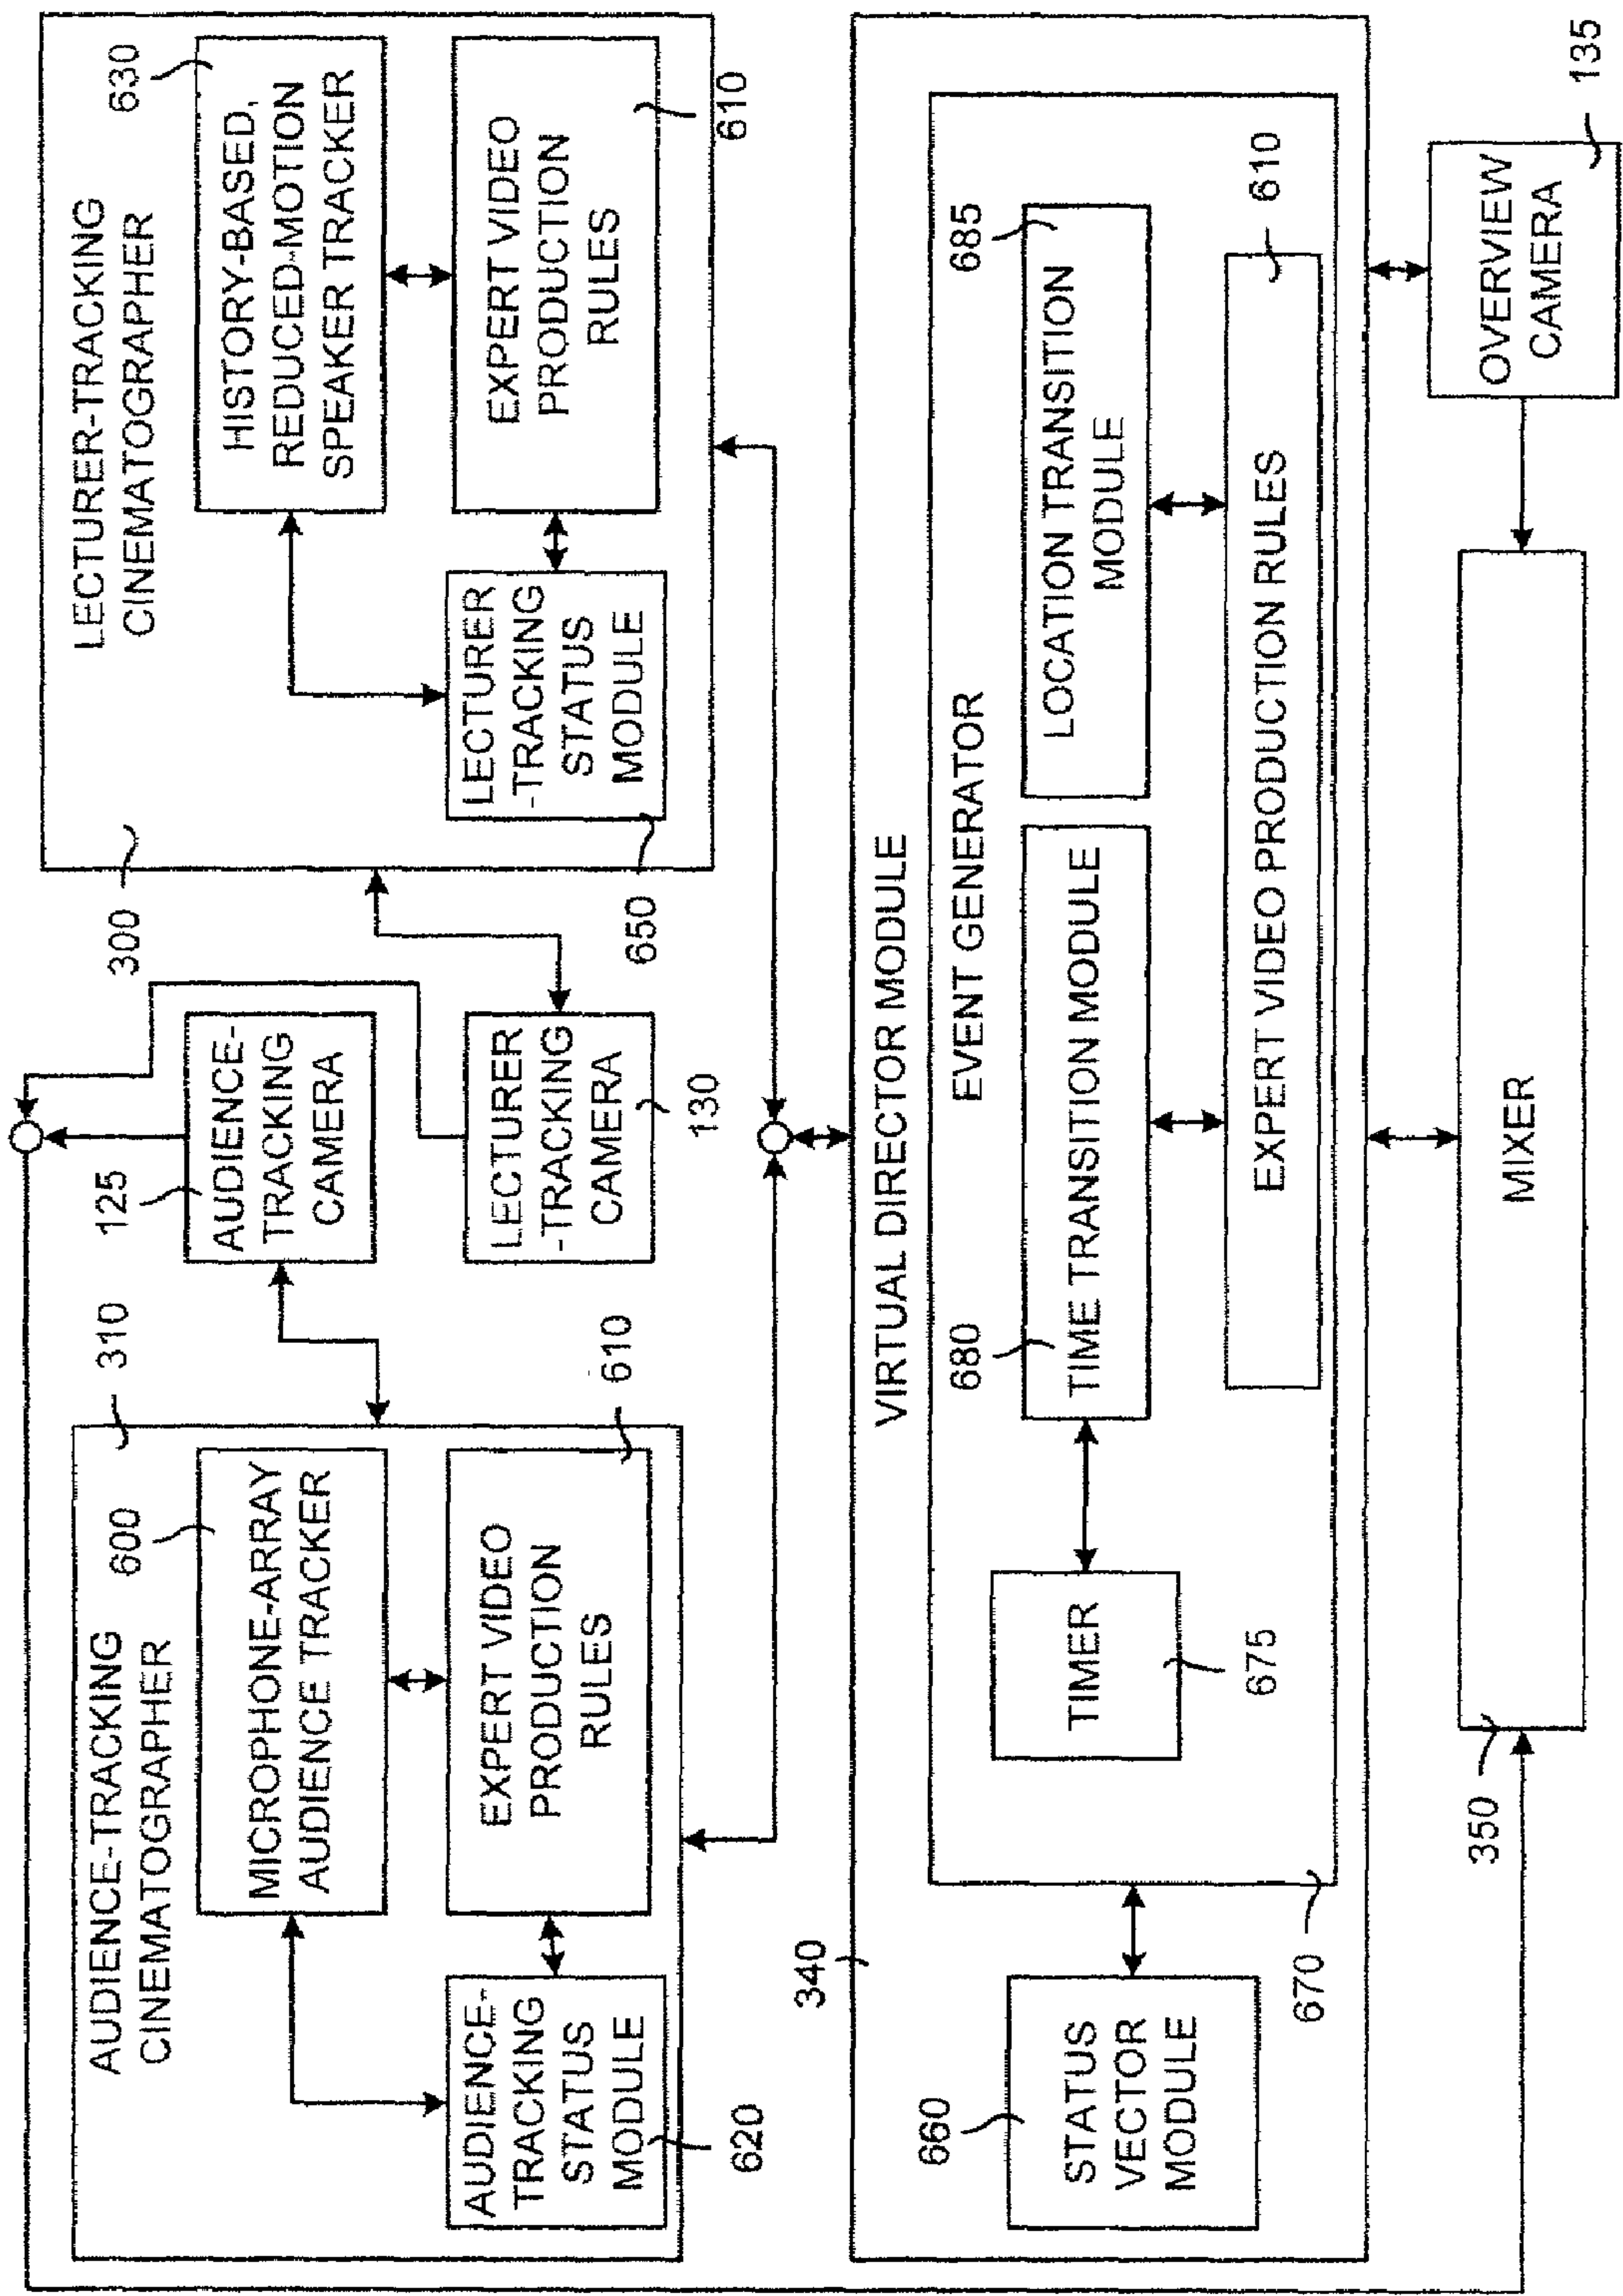 AUDIENCE-TRACKING
CINEMATOGRAPHER
310
600
MICROPHONE-ARRAY
AUDIENCE TRACKER
EXPERT VIDEO
PRODUCTION
RULES
610
AUDIENCE-
TRACKING
STATUS
MODULE
620
125
AUDIENCE-
TRACKING
CAMERA
LECTURER
-TRACKING
CAMERA
130
LECTURER-TRACKING
CINEMATOGRAPHER
300
630
HISTORY-BASED,
REDUCED-MOTION
SPEAKER TRACKER
EXPERT VIDEO
PRODUCTION
RULES
610
LECTURER
-TRACKING
STATUS
MODULE
650
340
VIRTUAL DIRECTOR MODULE
EVENT GENERATOR
660
STATUS
VECTOR
MODULE
670
TIMER
675
680
TIME TRANSITION MODULE
685
LOCATION TRANSITION
MODULE
610
EXPERT VIDEO PRODUCTION RULES
350
MIXER
OVERVIEW
CAMERA
135